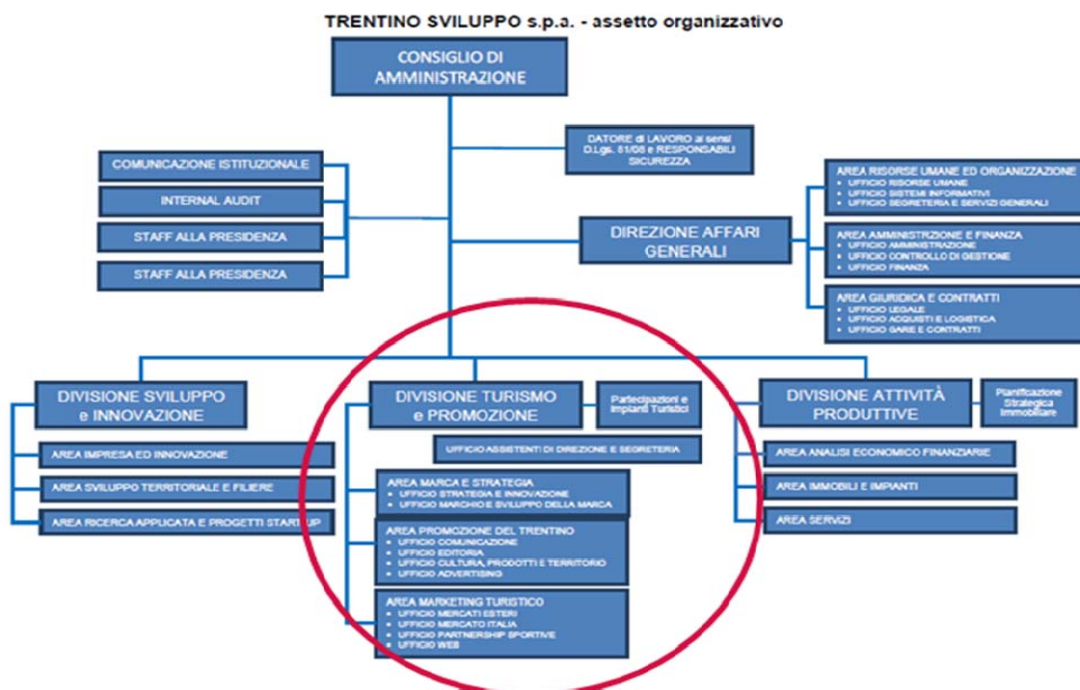 TRENTINO SVILUPPO s.p.a. - assetto organizzativo
CONSIGLIO DI
AMMINISTRAZIONE
DATORE di LAVORO ai sensi
D.Lgs. 81/08 e RESPONSABILI
SICUREZZA
COMUNICAZIONE ISTITUZIONALE
INTERNAL AUDIT
STAFF ALLA PRESIDENZA
STAFF ALLA PRESIDENZA
DIREZIONE AFFARI
GENERALI
AREA RISORSE UMANE ED ORGANIZZAZIONE
• UFFICIO RISORSE UMANE
• UFFICIO SISTEMI INFORMATIVI
• UFFICIO SEGRETERIA E SERVIZI GENERALI
AREA AMMINISTRZIONE E FINANZA
• UFFICIO AMMINISTRAZIONE
• UFFICIO CONTROLLO DI GESTIONE
• UFFICIO FINANZA
AREA GIURIDICA E CONTRATTI
• UFFICIO LEGALE
• UFFICIO ACQUISTI E LOGISTICA
• UFFICIO GARE E CONTRATTI
DIVISIONE SVILUPPO
e INNOVAZIONE
AREA IMPRESA ED INNOVAZIONE
AREA SVILUPPO TERRITORIALE E FILIERE
AREA RICERCA APPLICATA E PROGETTI START UP
DIVISIONE TURISMO
e PROMOZIONE
Partecipazioni e
Impianti Turistici
UFFICIO ASSISTENTI DI DIREZIONE E SEGRETERIA
AREA MARCA E STRATEGIA
• UFFICIO STRATEGIA E INNOVAZIONE
• UFFICIO MARCHIO E SVILUPPO DELLA MARCA
AREA PROMOZIONE DEL TRENTINO
• UFFICIO COMUNICAZIONE
• UFFICIO EDITORIA
• UFFICIO CULTURA, PRODOTTI E TERRITORIO
• UFFICIO ADVERTISING
AREA MARKETING TURISTICO
• UFFICIO MERCATI ESTERI
• UFFICIO MERCATO ITALIA
• UFFICIO PARTNERSHIP SPORTIVE
• UFFICIO WEB
DIVISIONE ATTIVITÀ
PRODUTTIVE
Pianificazione
Strategica
Immobiliare
AREA ANALISI ECONOMICO FINANZIARIE
AREA IMMOBILI E IMPIANTI
AREA SERVIZI